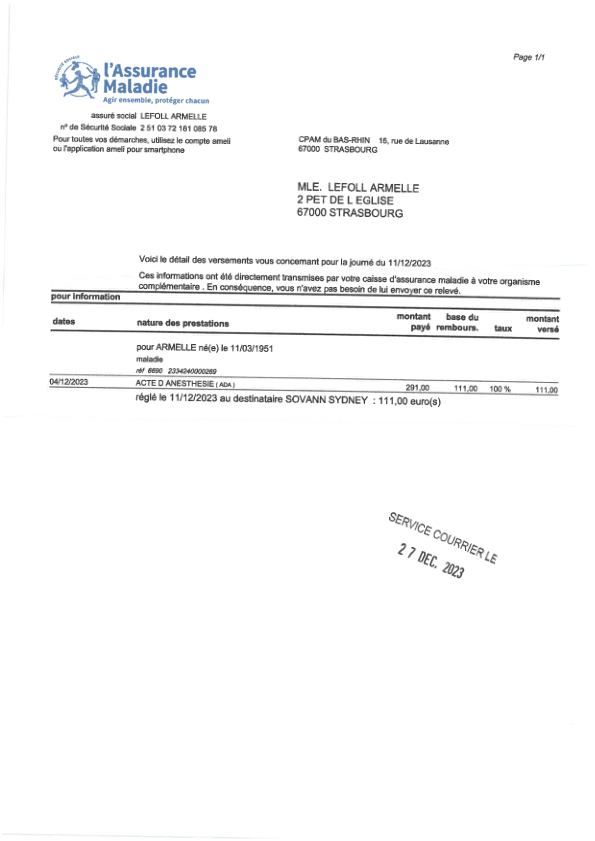 Page 1/1
SÉCURITÉ SOCIALE
l'Assurance
Maladie
Agir ensemble, protéger chacun
assuré social LEFOLL ARMELLE
n° de Sécurité Sociale 2 51 03 72 181 085 78
Pour toutes vos démarches, utilisez le compte ameli
ou l'application ameli pour smartphone
CPAM du BAS-RHIN 15, rue de Lausanne
67000 STRASBOURG
MLE. LEFOLL ARMELLE
2 PET DE L EGLISE
67000 STRASBOURG
Voici le détail des versements vous concernant pour la journé du 11/12/2023
Ces informations ont été directement transmises par votre caisse d'assurance maladie à votre organisme
complémentaire . En conséquence, vous n'avez pas besoin de lui envoyer ce relevé.
pour information
dates nature des prestations montant payé base du rembours. taux montant versé
pour ARMELLE né(e) le 11/03/1951
maladie
réf 6690 2334240000269
04/12/2023 ACTE D ANESTHESIE ( ADA ) 291,00 111,00 100 % 111,00
réglé le 11/12/2023 au destinataire SOVANN SYDNEY : 111,00 euro(s)
SERVICE COURRIER LE
27 DEC. 2023